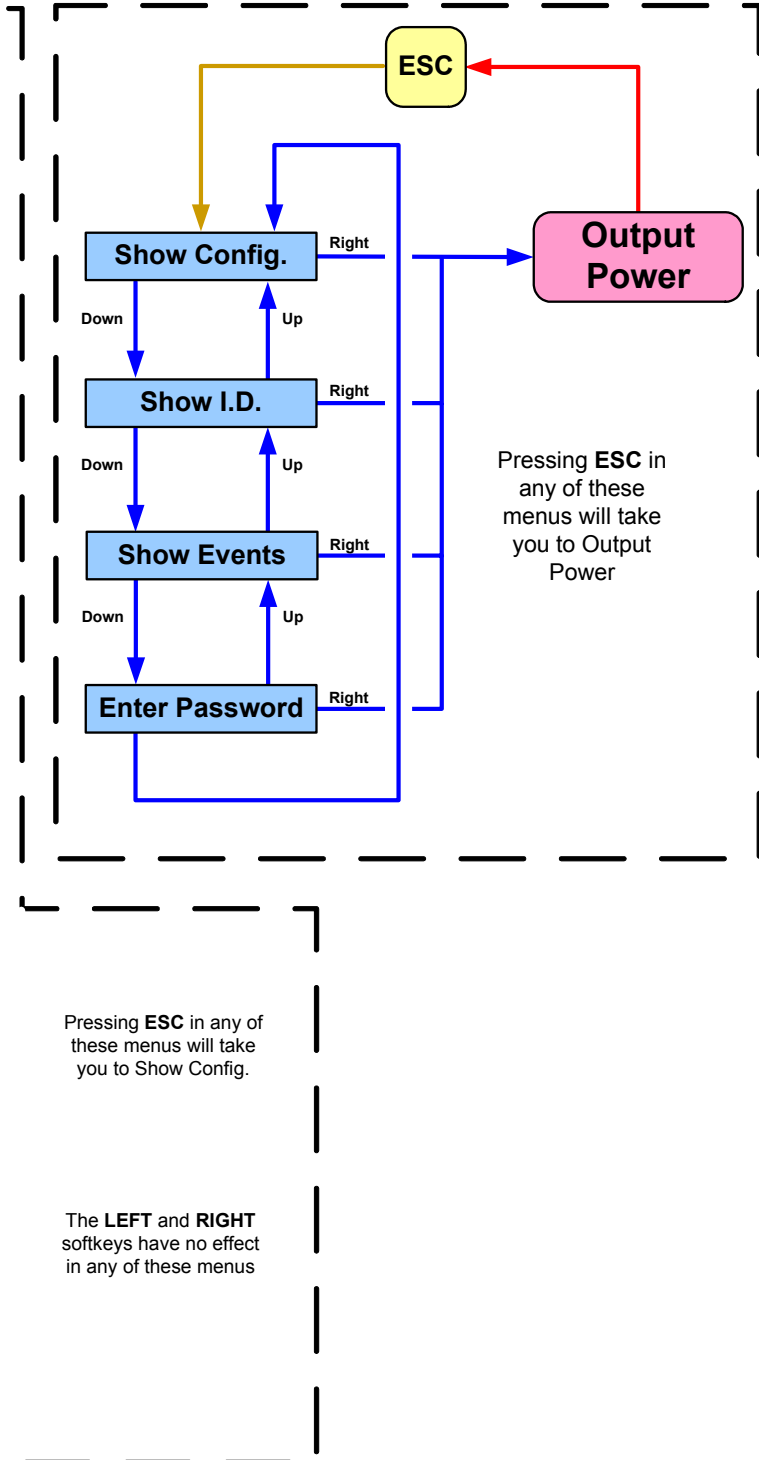 ESC
Output
Power
Show Config.
Right
Down
Up
Show I.D.
Right
Down
Up
Show Events
Right
Down
Up
Enter Password
Right
Pressing ESC in
any of these
menus will take
you to Output
Power
Pressing ESC in any of
these menus will take
you to Show Config.
The LEFT and RIGHT
softkeys have no effect
in any of these menus